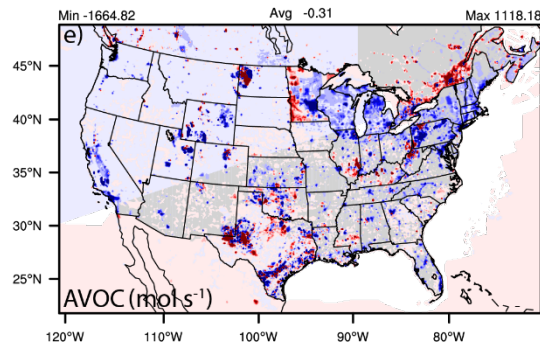 Min -1664.82 Avg -0.31 Max 1118.18
e)
45°N
40°N
35°N
30°N
25°N
AVOC (mol s⁻¹)
120°W 110°W 100°W 90°W 80°W